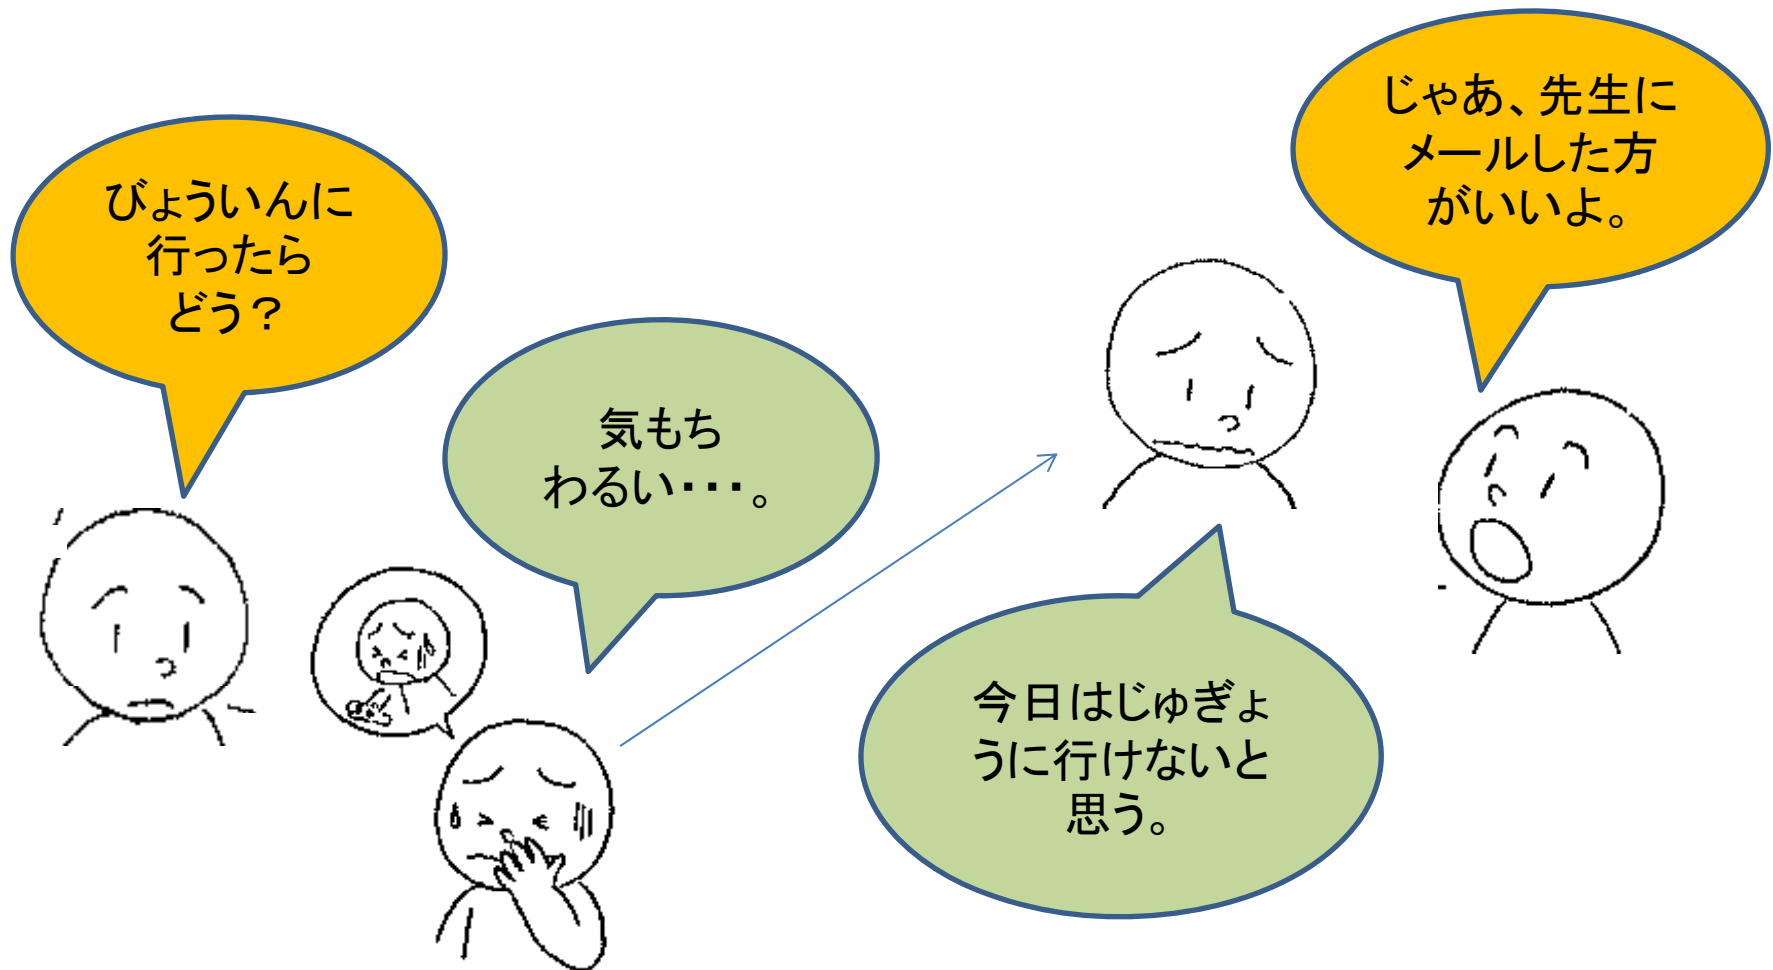 びょういんに
行ったら
どう？
気もち
わるい・・・。
今日はじゅぎょ
うに行けないと
思う。
じゃあ、先生に
メールした方
がいいよ。